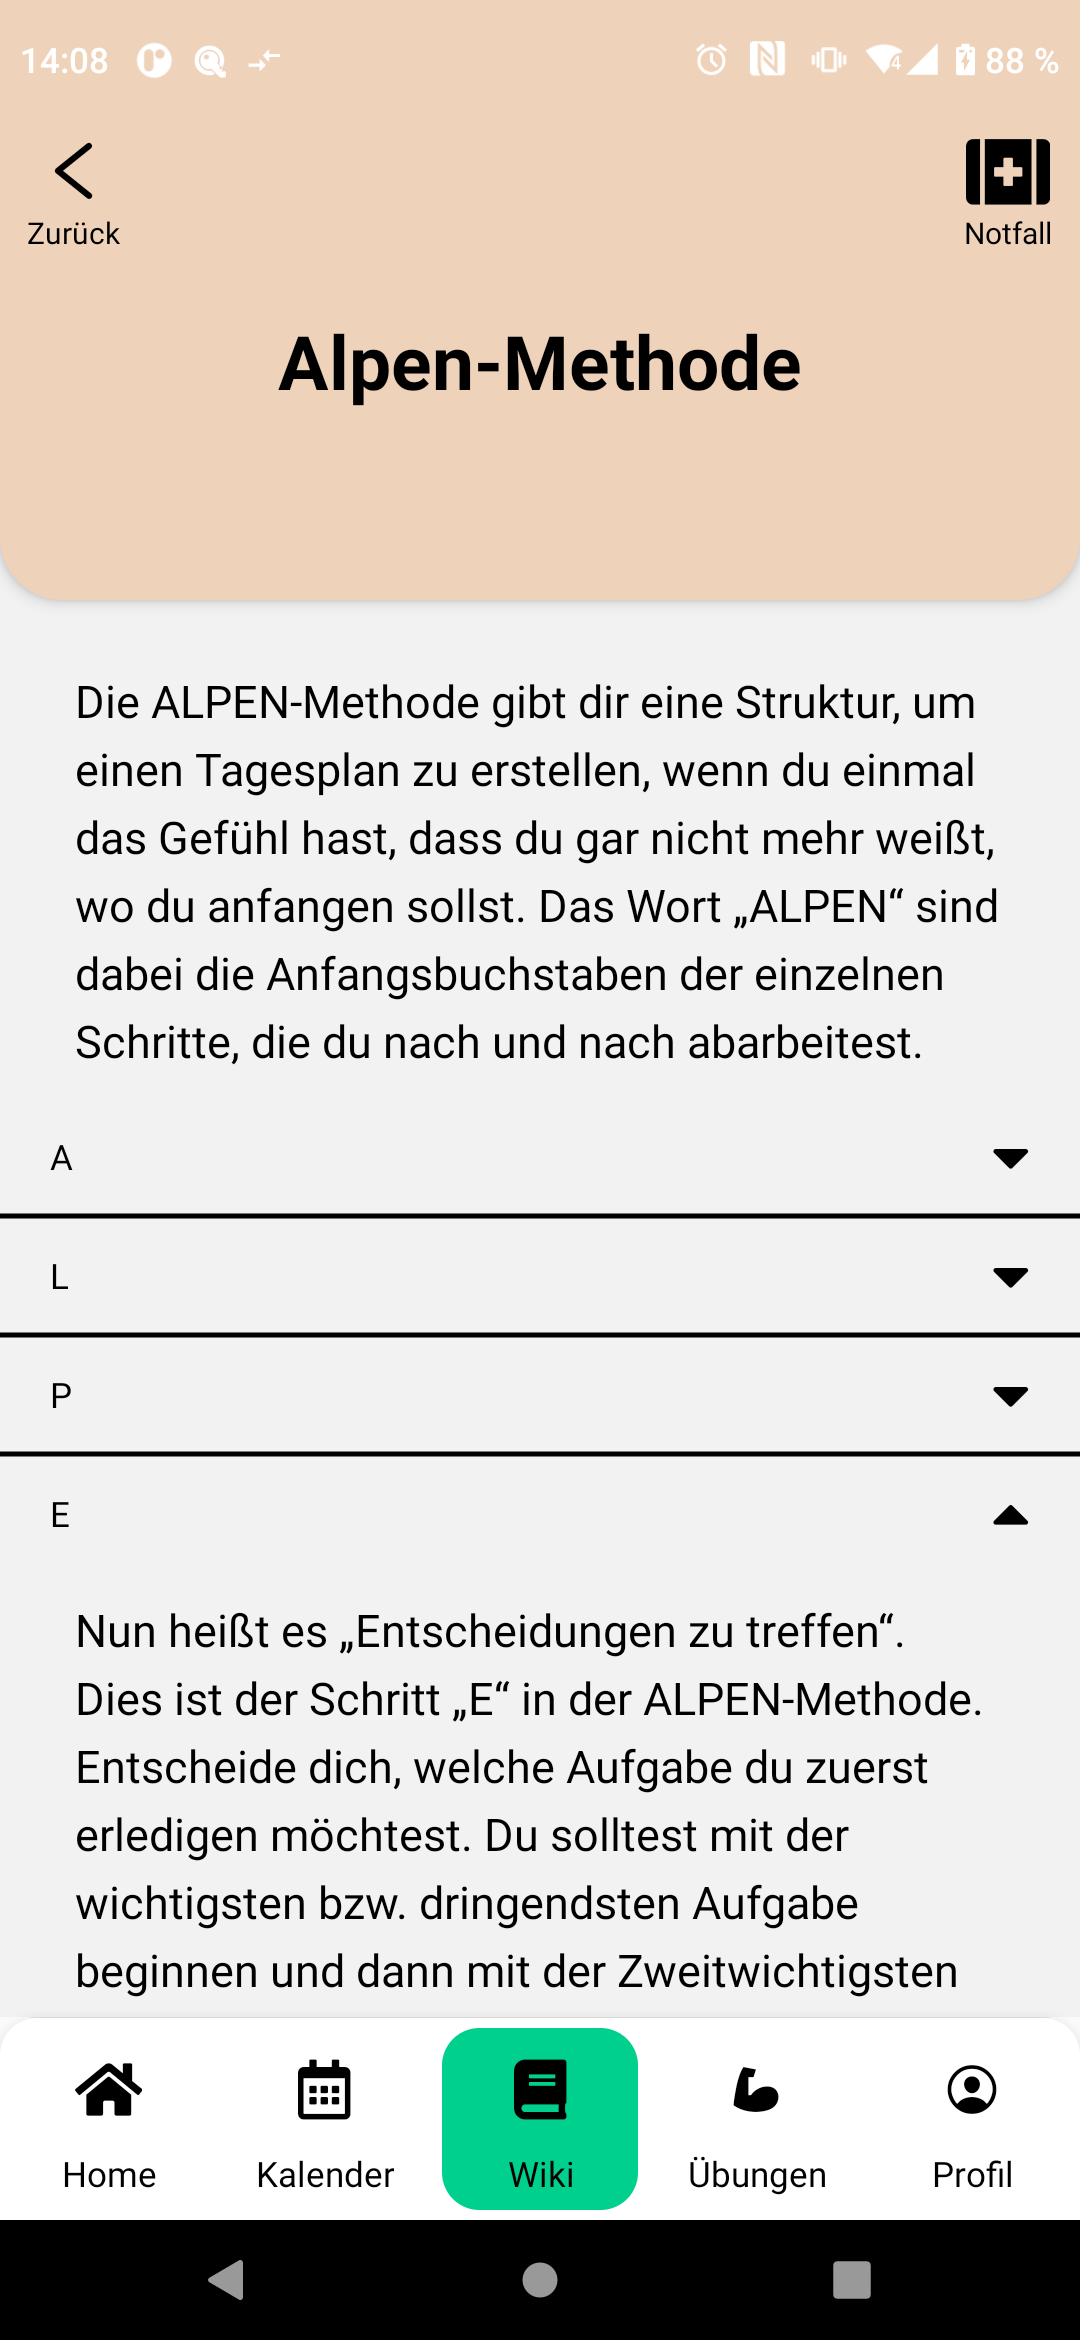 14:08
88 %
Zurück
Notfall
Alpen-Methode
Die ALPEN-Methode gibt dir eine Struktur, um
einen Tagesplan zu erstellen, wenn du einmal
das Gefühl hast, dass du gar nicht mehr weißt,
wo du anfangen sollst. Das Wort „ALPEN“ sind
dabei die Anfangsbuchstaben der einzelnen
Schritte, die du nach und nach abarbeitest.
A
L
P
E
Nun heißt es „Entscheidungen zu treffen“.
Dies ist der Schritt „E“ in der ALPEN-Methode.
Entscheide dich, welche Aufgabe du zuerst
erledigen möchtest. Du solltest mit der
wichtigsten bzw. dringendsten Aufgabe
beginnen und dann mit der Zweitwichtigsten
Home
Kalender
Wiki
Übungen
Profil